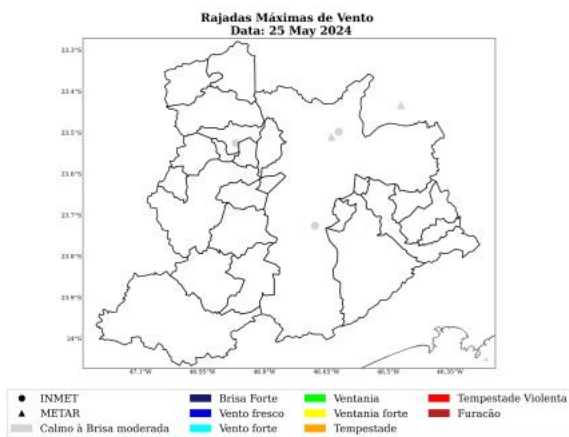 Rajadas Máximas de Vento
Data: 25 May 2024
23.3°S
23.4°S
23.5°S
23.6°S
23.7°S
23.8°S
23.9°S
24°S
47.1°W
46.95°W
46.8°W
46.65°W
46.5°W
46.35°W
INMET
METAR
Calmo à Brisa moderada
Brisa Forte
Vento fresco
Vento forte
Ventania
Ventania forte
Tempestade
Tempestade Violenta
Furacão